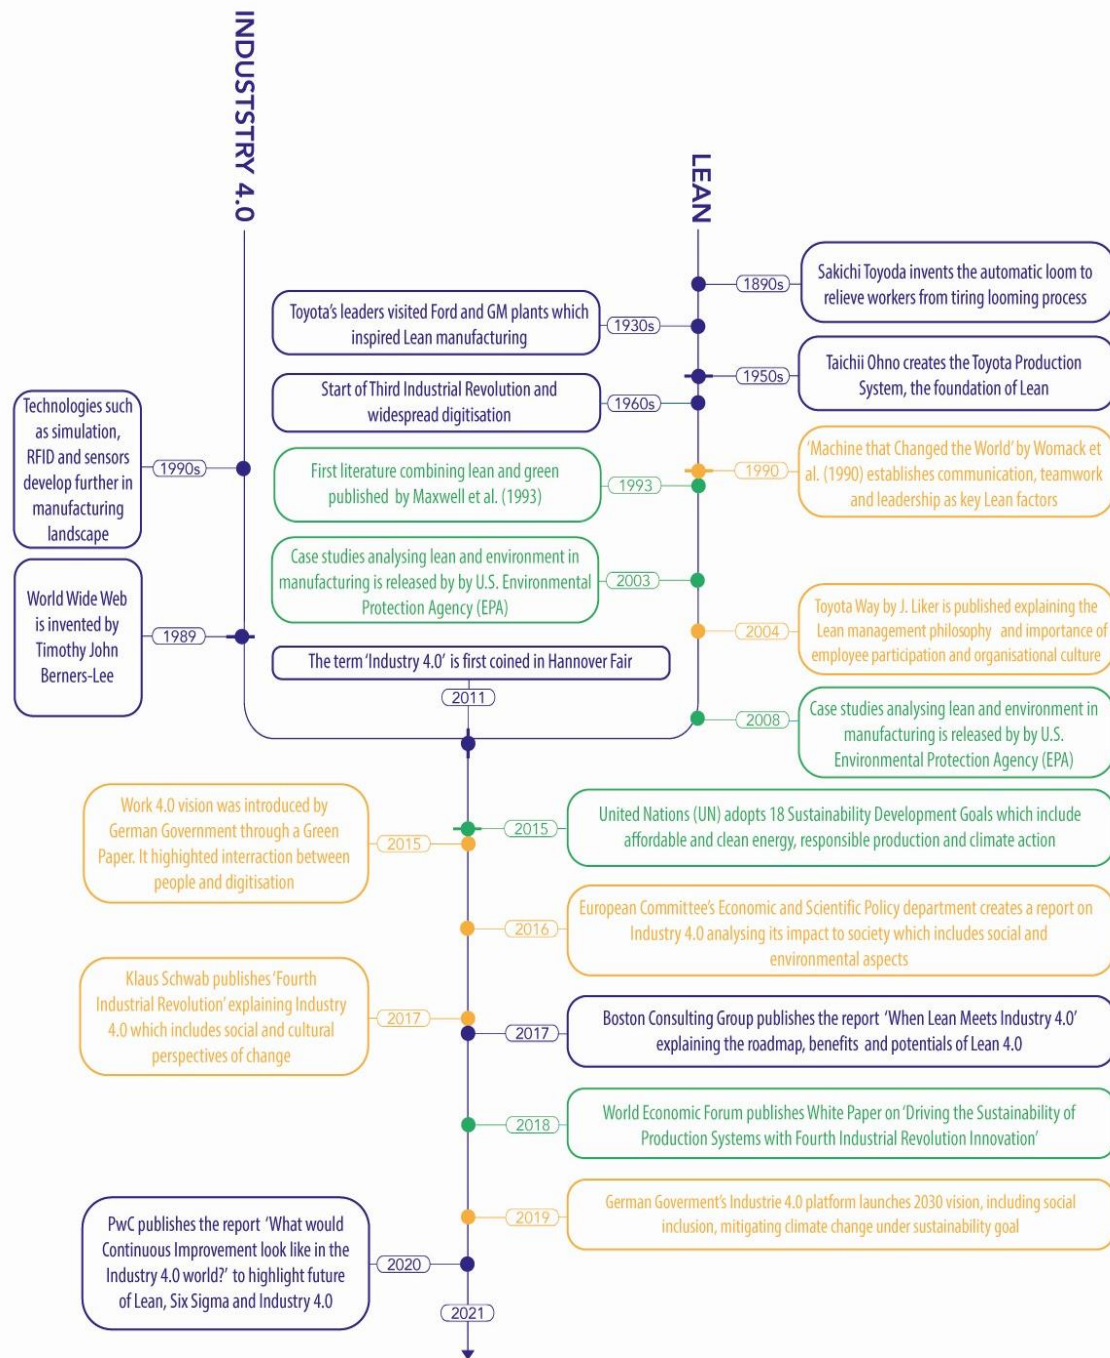 INDUSTSTRY 4.0
LEAN
1890s
Sakichi Toyoda invents the automatic loom to
relieve workers from tiring looming process
Toyota's leaders visited Ford and GM plants which
inspired Lean manufacturing
1930s
1950s
Taichii Ohno creates the Toyota Production
System, the foundation of Lean
Start of Third Industrial Revolution and
widespread digitisation
1960s
Technologies such
as simulation,
RFID and sensors
develop further in
manufacturing
landscape
1990s
1990
'Machine that Changed the World' by Womack et
al. (1990) establishes communication, teamwork
and leadership as key Lean factors
First literature combining lean and green
published by Maxwell et al. (1993)
1993
Case studies analysing lean and environment in
manufacturing is released by by U.S. Environmental
Protection Agency (EPA)
2003
World Wide Web
is invented by
Timothy John
Berners-Lee
1989
2004
Toyota Way by J. Liker is published explaining the
Lean management philosophy and importance of
employee participation and organisational culture
The term 'Industry 4.0' is first coined in Hannover Fair
2011
2008
Case studies analysing lean and environment in
manufacturing is released by by U.S.
Environmental Protection Agency (EPA)
Work 4.0 vision was introduced by
German Government through a Green
Paper. It highighted interraction between
people and digitisation
2015
2015
United Nations (UN) adopts 18 Sustainability Development Goals which include
affordable and clean energy, responsible production and climate action
2016
European Committee's Economic and Scientific Policy department creates a report on
Industry 4.0 analysing its impact to society which includes social and
environmental aspects
Klaus Schwab publishes 'Fourth
Industrial Revolution' explaining Industry
4.0 which includes social and cultural
perspectives of change
2017
2017
Boston Consulting Group publishes the report 'When Lean Meets Industry 4.0'
explaining the roadmap, benefits and potentials of Lean 4.0
2018
World Economic Forum publishes White Paper on 'Driving the Sustainability of
Production Systems with Fourth Industrial Revolution Innovation'
2019
German Goverment's Industrie 4.0 platform launches 2030 vision, including social
inclusion, mitigating climate change under sustainability goal
PwC publishes the report 'What would
Continuous Improvement look like in the
Industry 4.0 world?' to highlight future
of Lean, Six Sigma and Industry 4.0
2020
2021